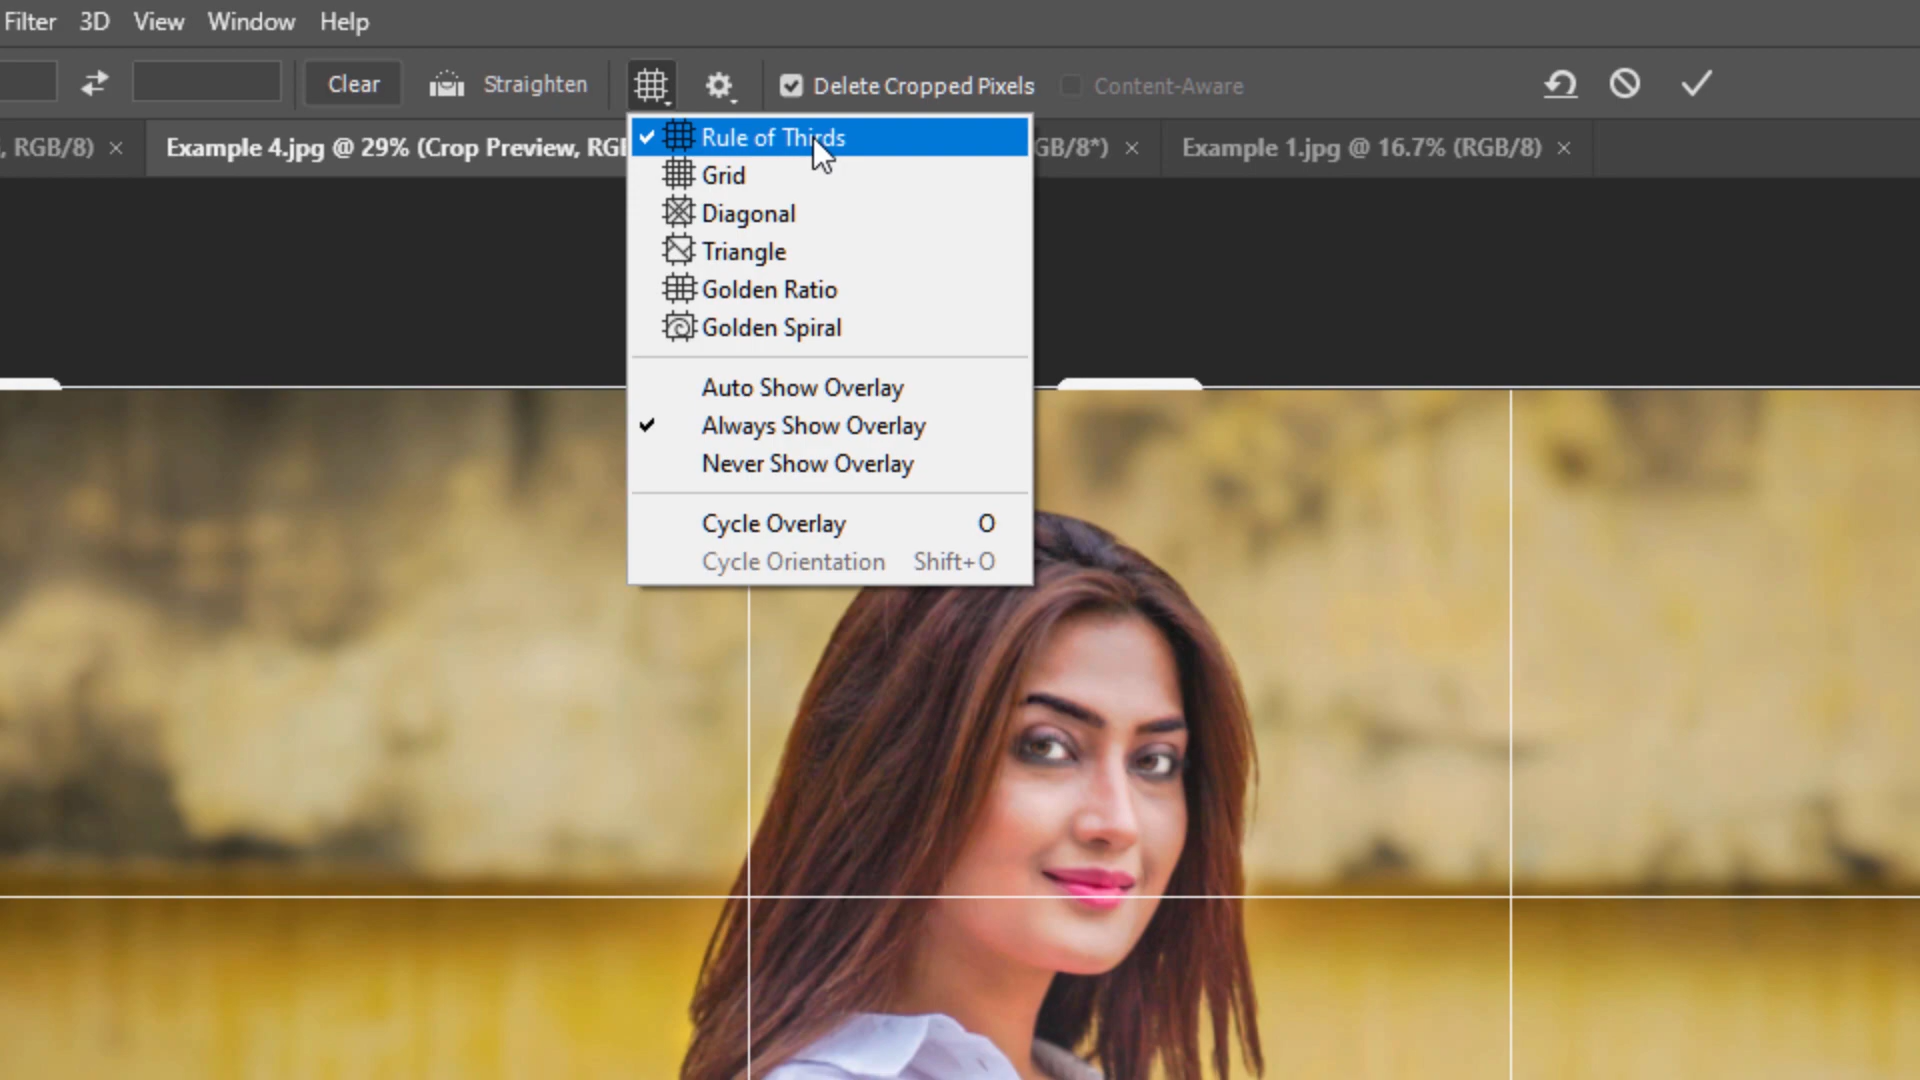 Filter 3D View Window Help
Clear Straighten Delete Cropped Pixels Content-Aware
, RGB/8) × Example 4.jpg @ 29% (Crop Preview, RG GB/8*) × Example 1.jpg @ 16.7% (RGB/8) ×
Rule of Thirds
Grid
Diagonal
Triangle
Golden Ratio
Golden Spiral
Auto Show Overlay
Always Show Overlay
Never Show Overlay
Cycle Overlay O
Cycle Orientation Shift+O